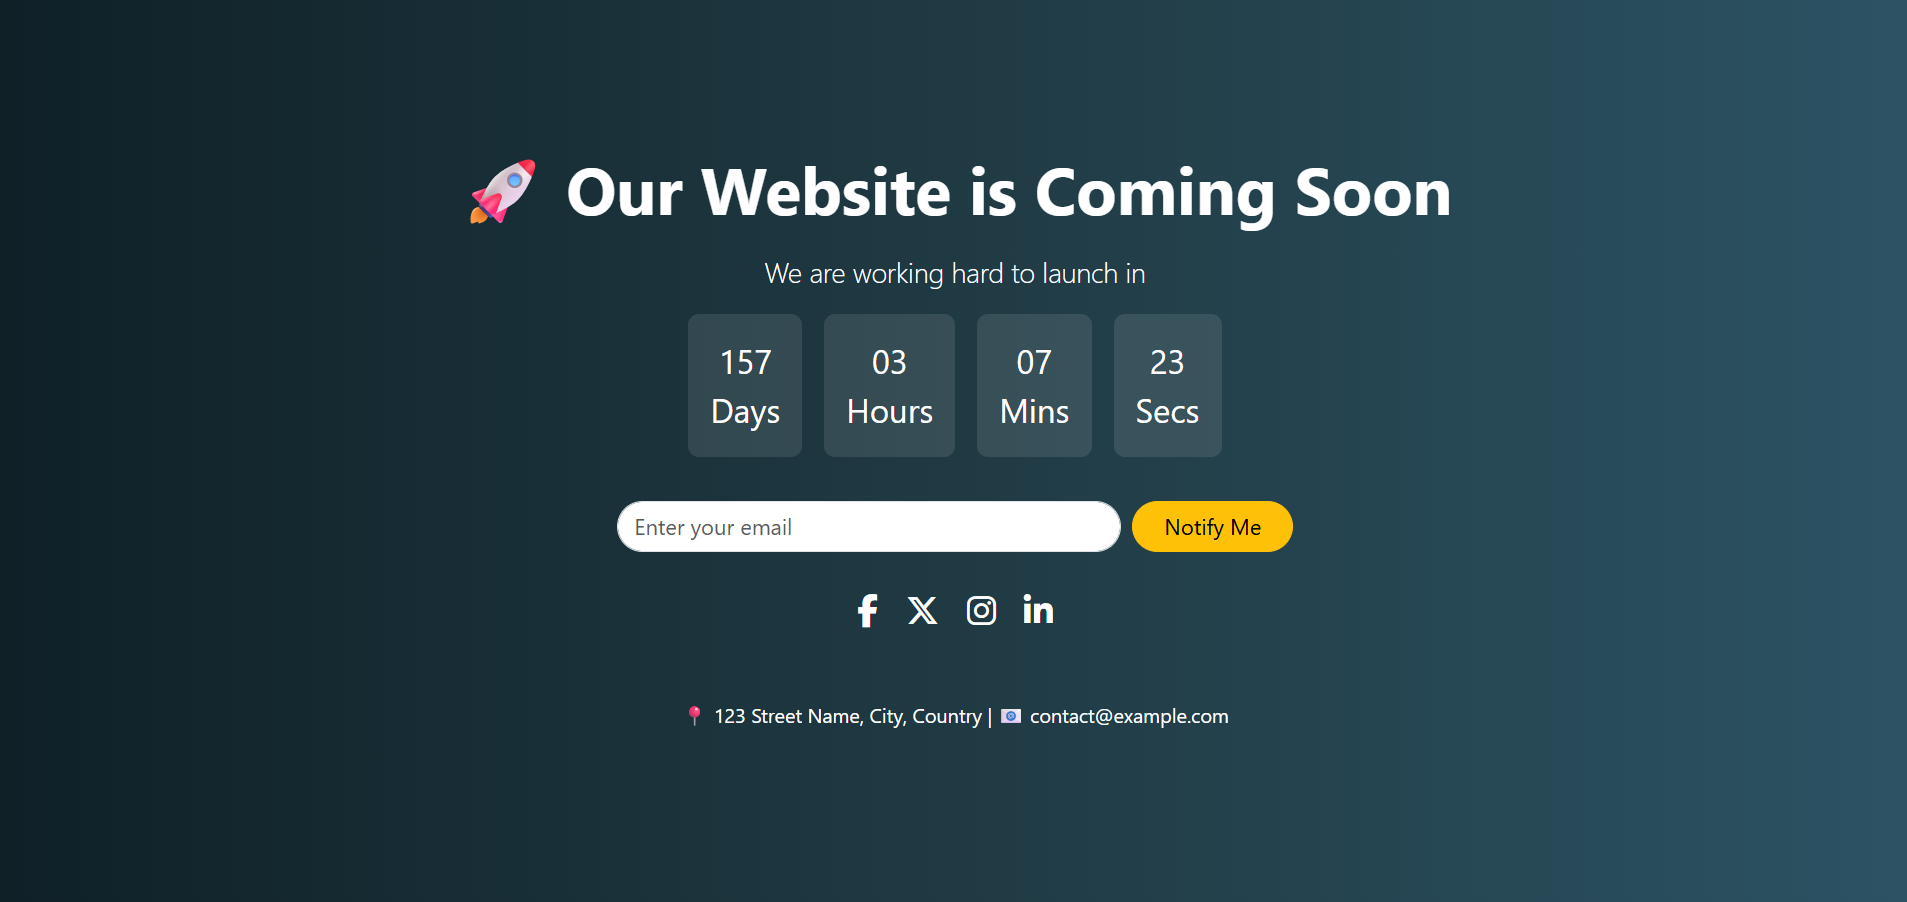 🚀 Our Website is Coming Soon
We are working hard to launch in
157 03 07 23
Days Hours Mins Secs
Enter your email Notify Me
📍 123 Street Name, City, Country | 📧 contact@example.com